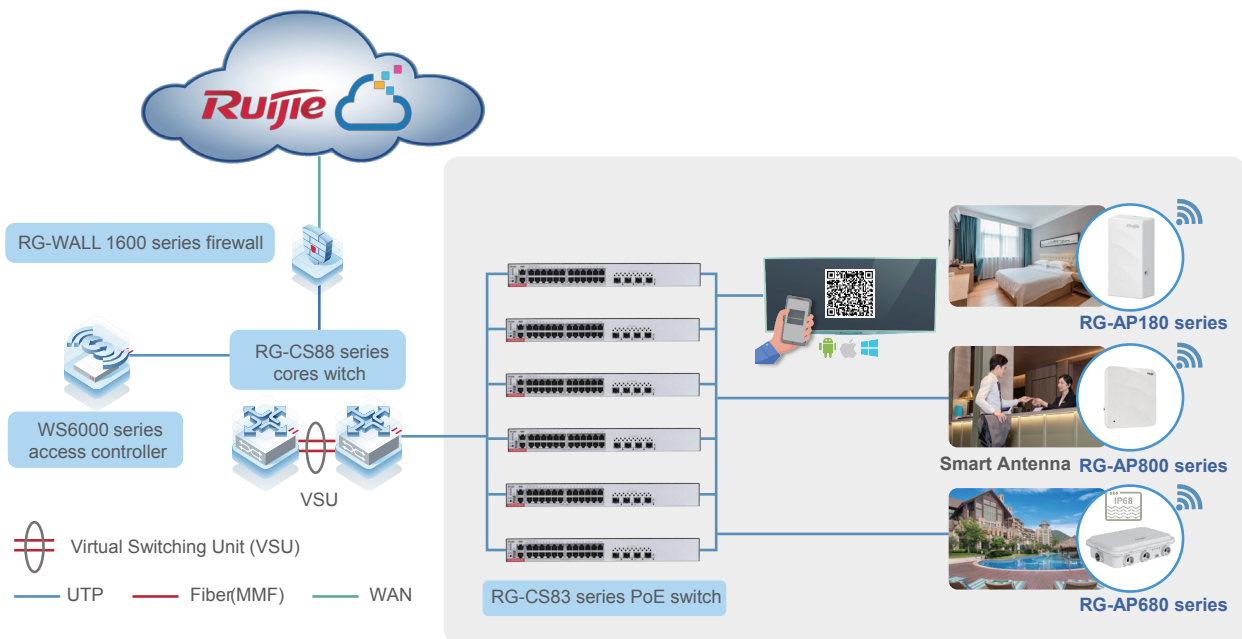 Ruijie
RG-WALL 1600 series firewall
RG-CS88 series
cores witch
WS6000 series
access controller
VSU
Virtual Switching Unit (VSU)
UTP
Fiber(MMF)
WAN
RG-CS83 series PoE switch
RG-AP180 series
Smart Antenna
RG-AP800 series
IP68
RG-AP680 series